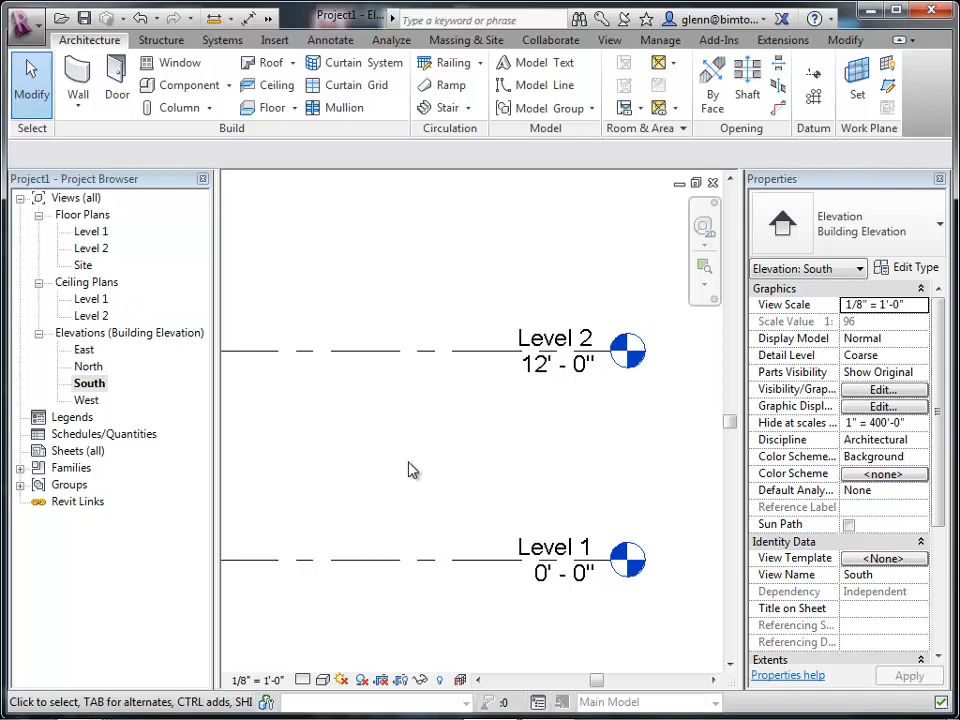 Project1 - El...
Type a keyword or phrase
glenn@bimto...
Architecture Structure Systems Insert Annotate Analyze Massing & Site Collaborate View Manage Add-Ins Extensions Modify
Modify
Wall
Door
Window
Component
Column
Roof
Ceiling
Floor
Curtain System
Curtain Grid
Mullion
Railing
Ramp
Stair
Model Text
Model Line
Model Group
By
Face
Shaft
Set
Select
Build
Circulation
Model
Room & Area
Opening
Datum
Work Plane
Project1 - Project Browser
Views (all)
Floor Plans
Level 1
Level 2
Site
Ceiling Plans
Level 1
Level 2
Elevations (Building Elevation)
East
North
South
West
Legends
Schedules/Quantities
Sheets (all)
Families
Groups
Revit Links
2D
Level 2
12' - 0"
Level 1
0' - 0"
Properties
Elevation
Building Elevation
Elevation: South
Edit Type
Graphics
View Scale 1/8" = 1'-0"
Scale Value 1: 96
Display Model Normal
Detail Level Coarse
Parts Visibility Show Original
Visibility/Grap... Edit...
Graphic Displ... Edit...
Hide at scales ... 1" = 400'-0"
Discipline Architectural
Color Scheme... Background
Color Scheme <none>
Default Analy... None
Reference Label
Sun Path
Identity Data
View Template <None>
View Name South
Dependency Independent
Title on Sheet
Referencing S...
Referencing D...
Extents
Properties help
Apply
1/8" = 1'-0"
Click to select, TAB for alternates, CTRL adds, SHI
:0
Main Model